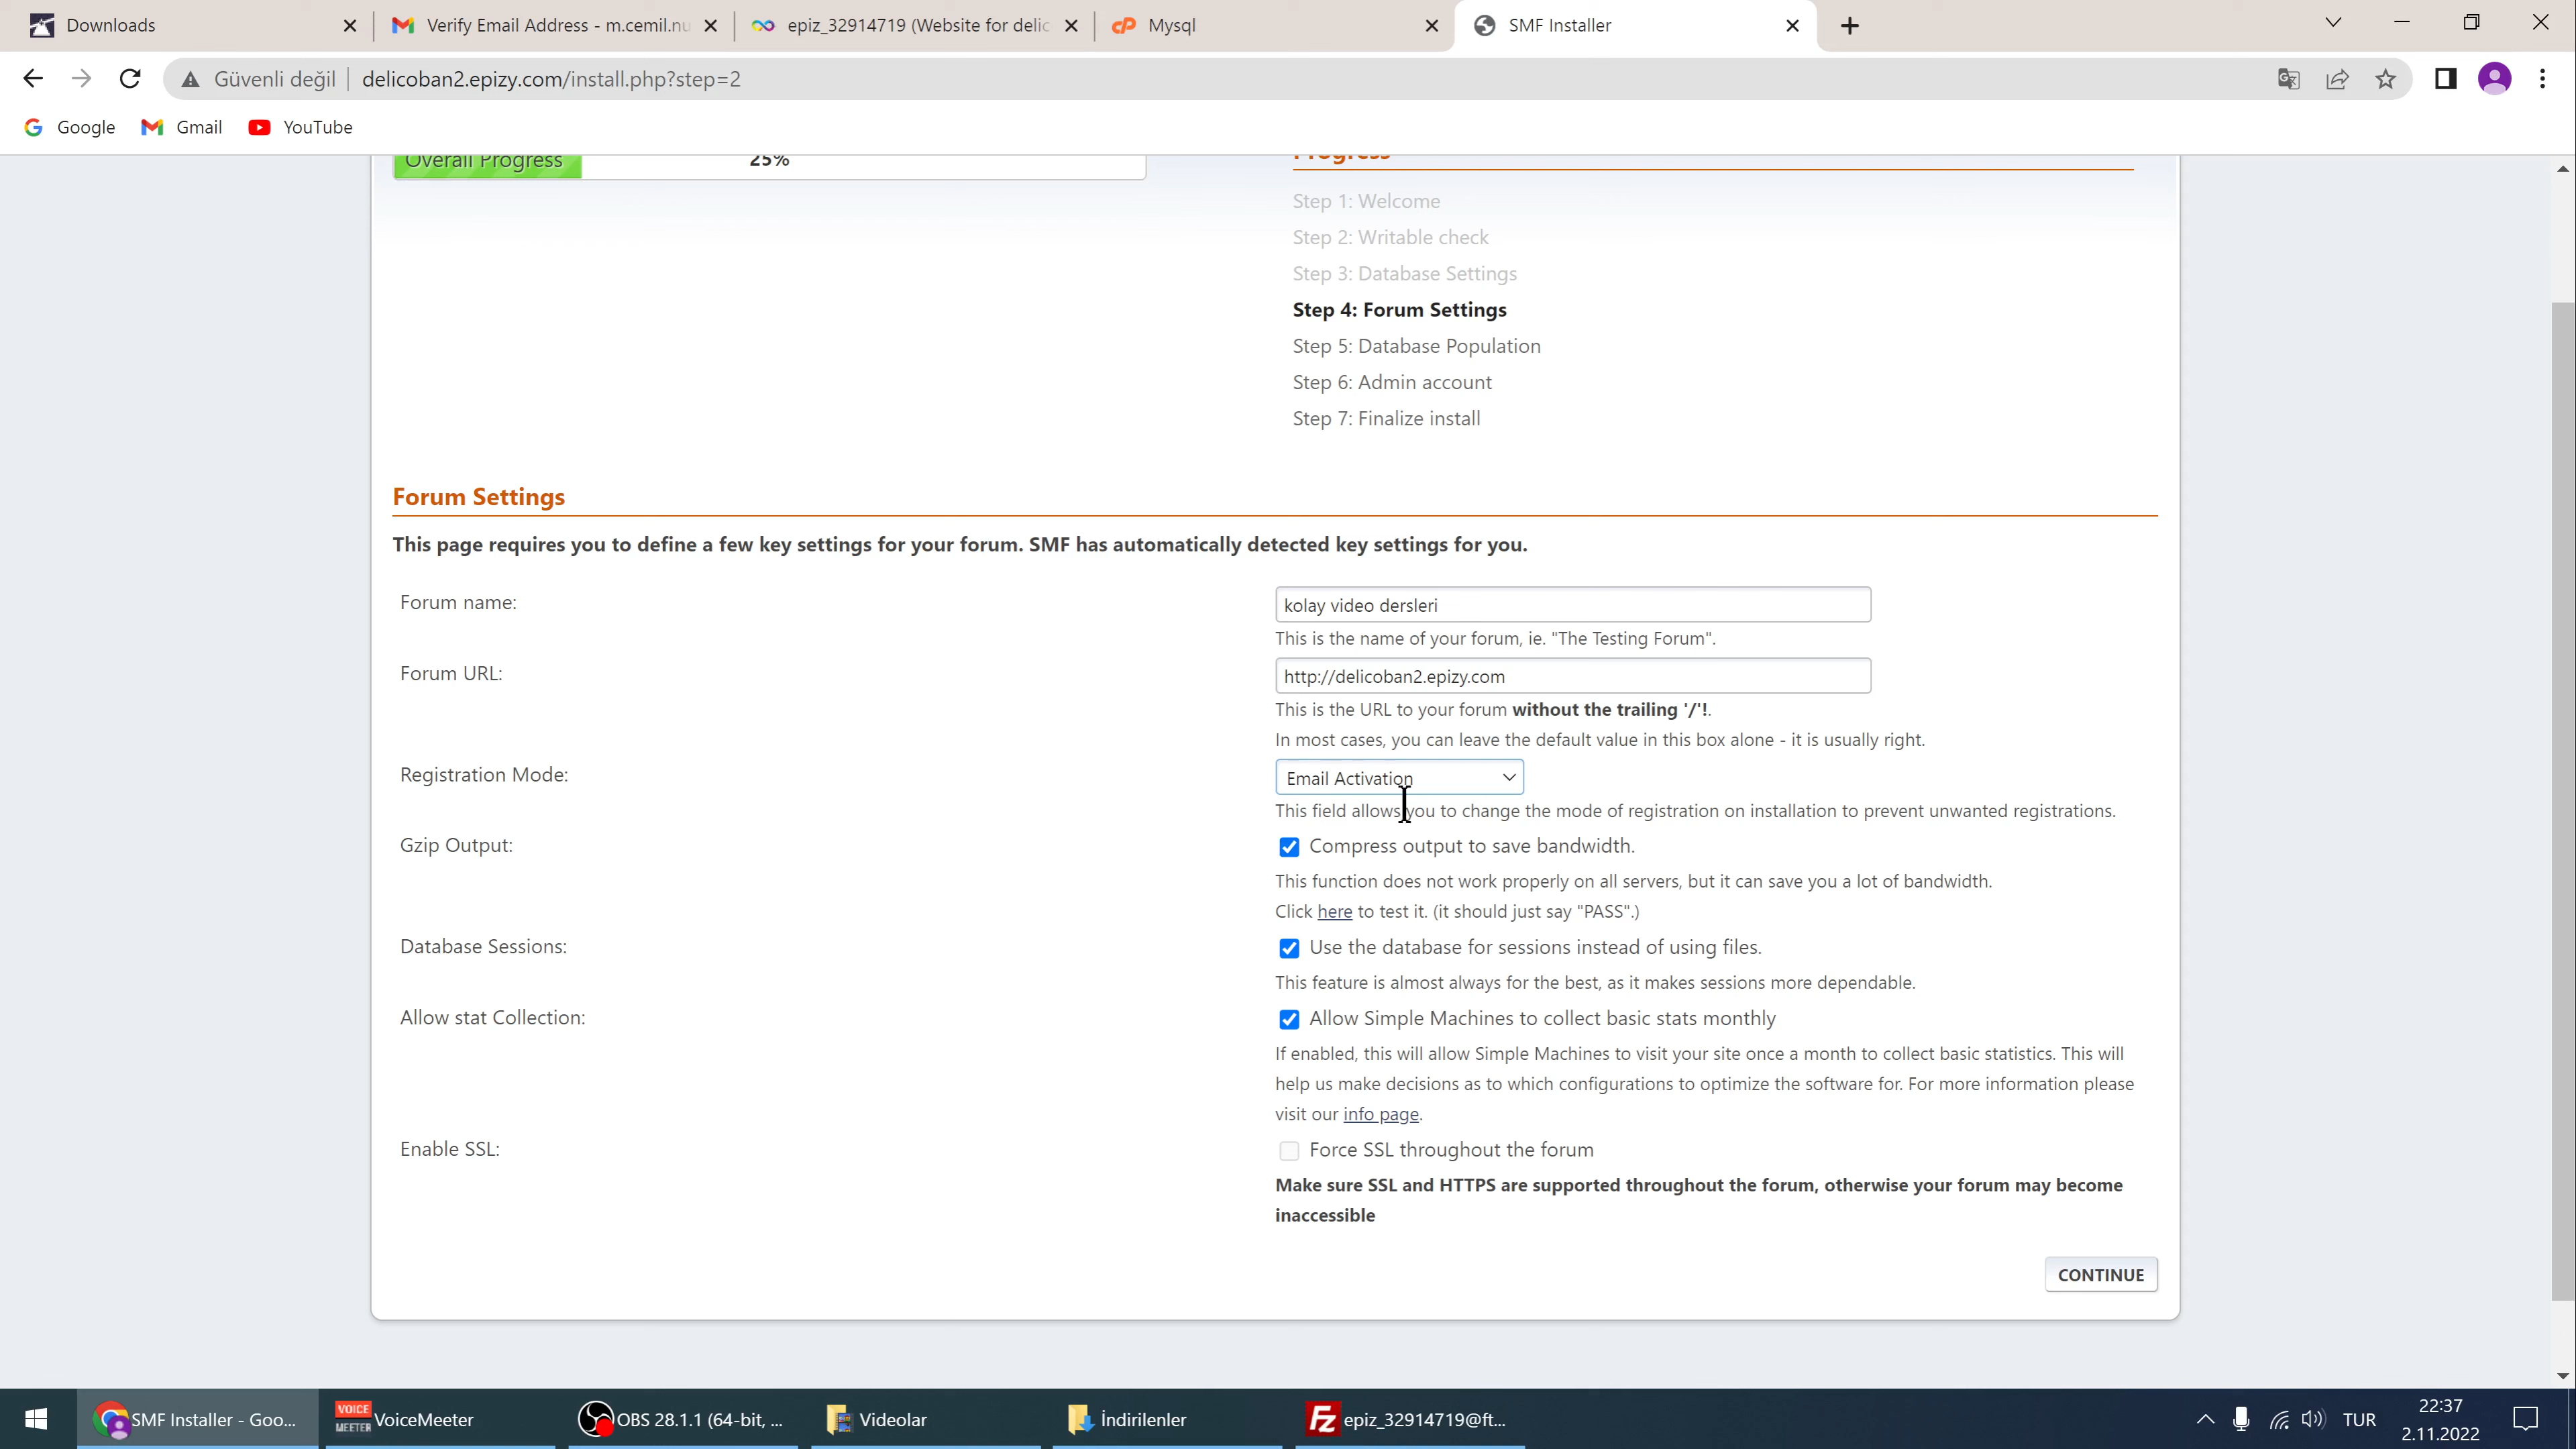 Downloads
Verify Email Address - m.cemil.nu
epiz_32914719 (Website for delic
Mysql
SMF Installer
Güvenli değil
delicoban2.epizy.com/install.php?step=2
Google
Gmail
YouTube
Overall Progress
25%
Progress
Step 1: Welcome
Step 2: Writable check
Step 3: Database Settings
Step 4: Forum Settings
Step 5: Database Population
Step 6: Admin account
Step 7: Finalize install
Forum Settings
This page requires you to define a few key settings for your forum. SMF has automatically detected key settings for you.
Forum name:
kolay video dersleri
This is the name of your forum, ie. "The Testing Forum".
Forum URL:
http://delicoban2.epizy.com
This is the URL to your forum without the trailing '/'!.
In most cases, you can leave the default value in this box alone - it is usually right.
Registration Mode:
Email Activation
This field allows you to change the mode of registration on installation to prevent unwanted registrations.
Gzip Output:
Compress output to save bandwidth.
This function does not work properly on all servers, but it can save you a lot of bandwidth.
Click here to test it. (it should just say "PASS".)
Database Sessions:
Use the database for sessions instead of using files.
This feature is almost always for the best, as it makes sessions more dependable.
Allow stat Collection:
Allow Simple Machines to collect basic stats monthly
If enabled, this will allow Simple Machines to visit your site once a month to collect basic statistics. This will
help us make decisions as to which configurations to optimize the software for. For more information please
visit our info page.
Enable SSL:
Force SSL throughout the forum
Make sure SSL and HTTPS are supported throughout the forum, otherwise your forum may become
inaccessible
CONTINUE
SMF Installer - Goo...
VOICE
MEETER
VoiceMeeter
OBS 28.1.1 (64-bit, ...
Videolar
İndirilenler
epiz_32914719@ft...
TUR
22:37
2.11.2022